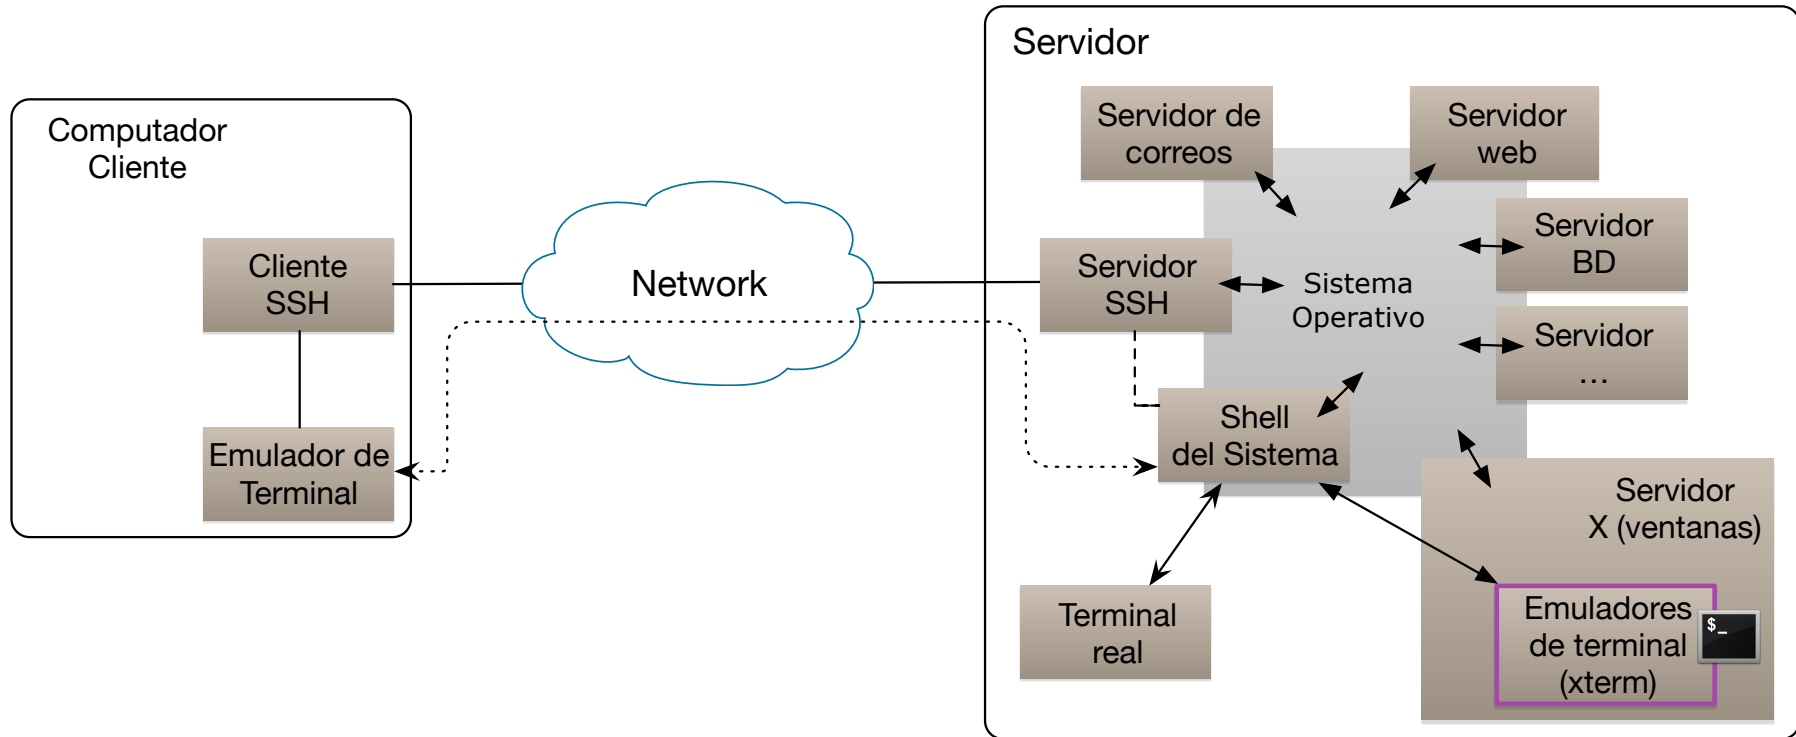 Servidor
Computador
Cliente
Servidor de
correos
Servidor
web
Cliente
SSH
Network
Servidor
SSH
Sistema
Operativo
Servidor
BD
Servidor
...
Emulador de
Terminal
Shell
del Sistema
Servidor
X (ventanas)
Terminal
real
Emuladores
de terminal
(xterm)
$_